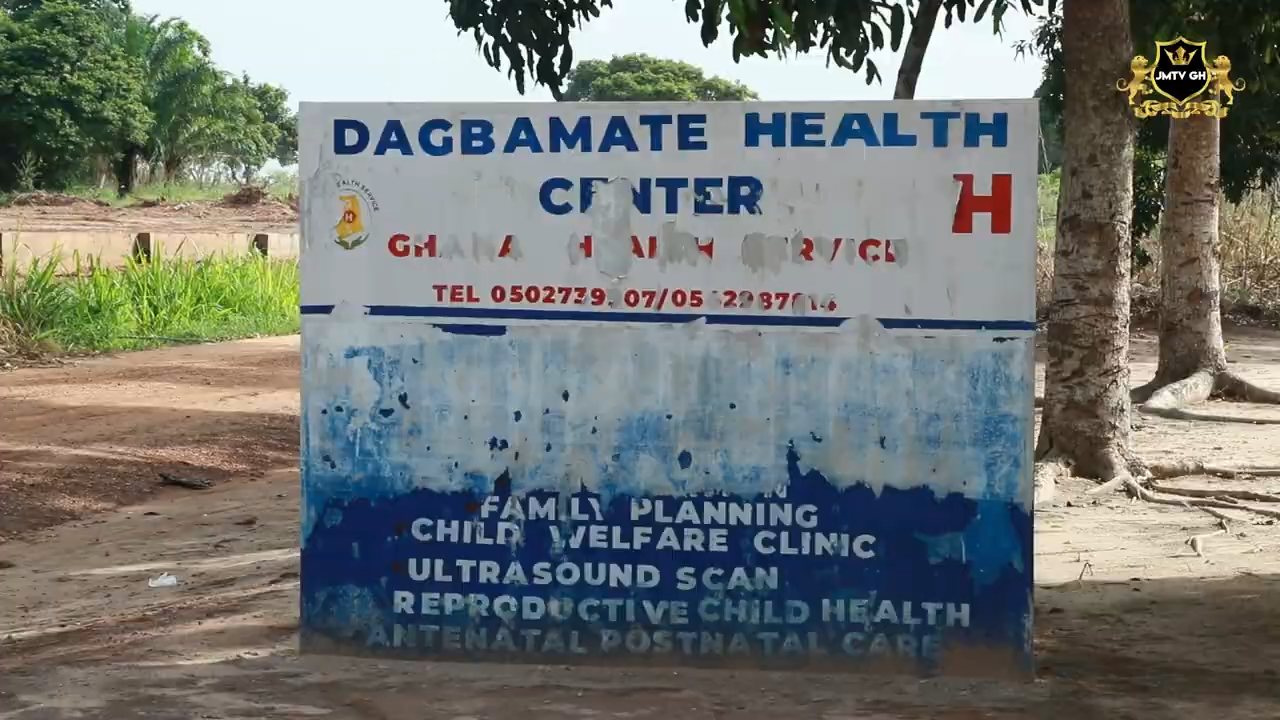 JMTV GH
DAGBAMATE HEALTH
CENTER
H
GHANA HEALTH SERVICE
TEL
FAMILY PLANNING
CHILD WELFARE CLINIC
ULTRASOUND SCAN
REPRODUCTIVE CHILD HEALTH
ANTENATAL POSTNATAL CARE